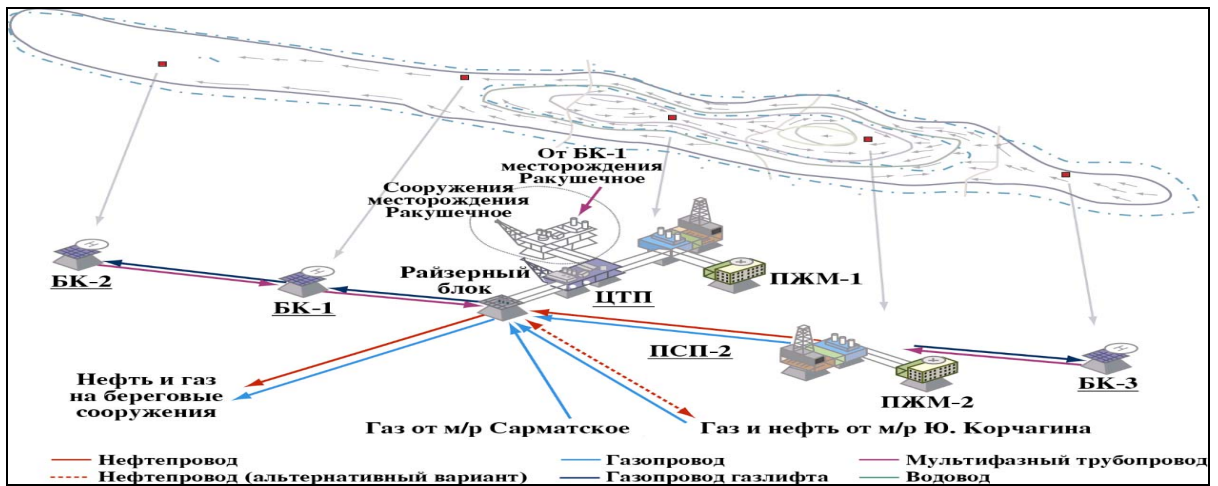 От БК-1
месторождения
Ракушечное
Сооружения
месторождения
Ракушечное
Райзерный
блок
ЦТП
ПЖМ-1
БК-2
БК-1
ПСП-2
ПЖМ-2
БК-3
Нефть и газ
на береговые
сооружения
Газ от м/р Сарматское
Газ и нефть от м/р Ю. Корчагина
Нефтепровод
Газопровод
Мультифазный трубопровод
Нефтепровод (альтернативный вариант)
Газопровод газлифта
Водовод